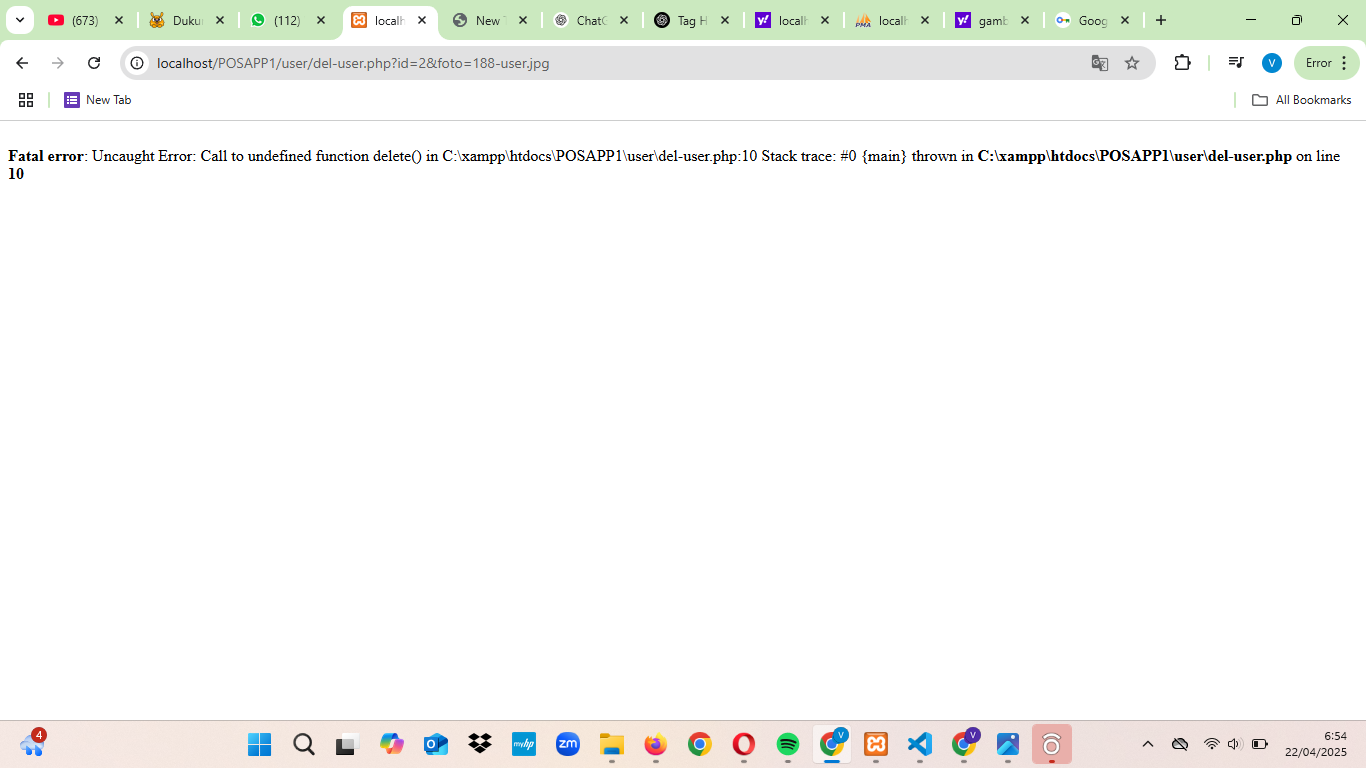 (673)
Duku
(112)
localh
New T
ChatG
Tag H
localh
localh
gamb
Goog
localhost/POSAPP1/user/del-user.php?id=2&foto=188-user.jpg
V
Error
New Tab
All Bookmarks
Fatal error: Uncaught Error: Call to undefined function delete() in C:\xampp\htdocs\POSAPP1\user\del-user.php:10 Stack trace: #0 {main} thrown in C:\xampp\htdocs\POSAPP1\user\del-user.php on line
10
4
myhp
zm
V
V
6:54
22/04/2025